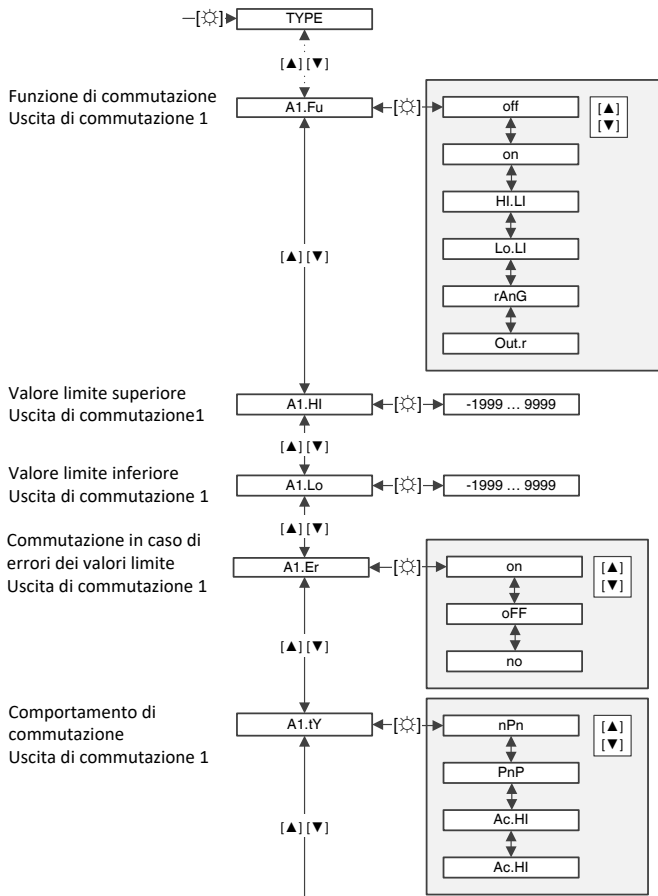 –[☼]→ TYPE
[▲] [▼]
Funzione di commutazione
Uscita di commutazione 1
A1.Fu
[☼]
off
[▲]
[▼]
on
HI.LI
Lo.LI
rAnG
Out.r
[▲] [▼]
Valore limite superiore
Uscita di commutazione1
A1.HI
[☼]
-1999 ... 9999
[▲] [▼]
Valore limite inferiore
Uscita di commutazione 1
A1.Lo
[☼]
-1999 ... 9999
[▲] [▼]
Commutazione in caso di
errori dei valori limite
Uscita di commutazione 1
A1.Er
[☼]
on
[▲]
[▼]
oFF
no
[▲] [▼]
Comportamento di
commutazione
Uscita di commutazione 1
A1.tY
[☼]
nPn
[▲]
[▼]
PnP
Ac.HI
Ac.HI
[▲] [▼]